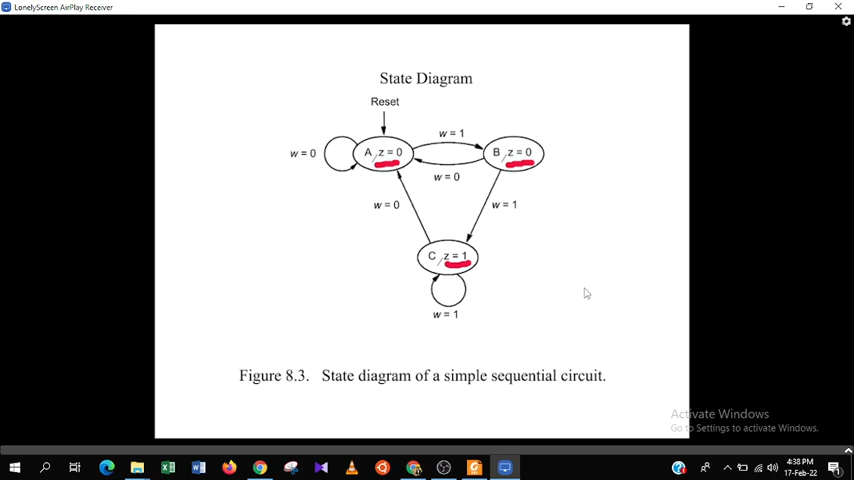 LonelyScreen AirPlay Receiver
State Diagram
Reset
w = 1
w = 0
A /z = 0
B /z = 0
w = 0
w = 0
w = 1
C /z = 1
w = 1
Figure 8.3. State diagram of a simple sequential circuit.
Activate Windows
Go to Settings to activate Windows.
4:38 PM
17-Feb-22